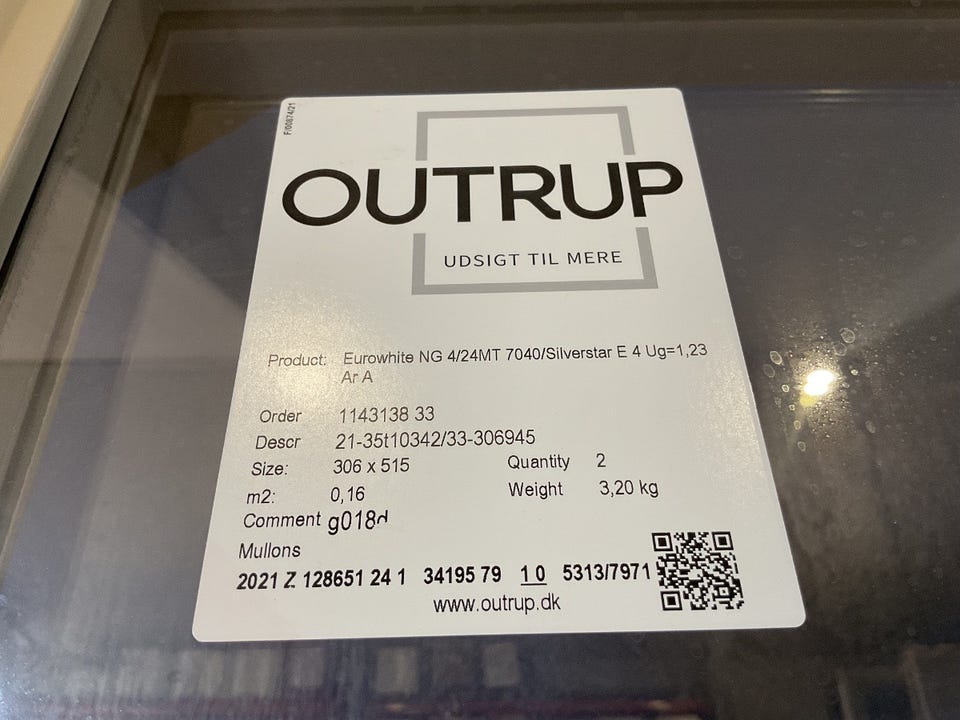 F/00874/21
OUTRUP
UDSIGT TIL MERE
Product: Eurowhite NG 4/24MT 7040/Silverstar E 4 Ug=1,23
Ar A
Order 1143138 33
Descr 21-35t10342/33-306945
Size: 306 x 515 Quantity 2
m2: 0,16 Weight 3,20 kg
Comment g018d
Mullons
2021 Z 128651 24 1 34195 79 1 0 5313/7971
www.outrup.dk